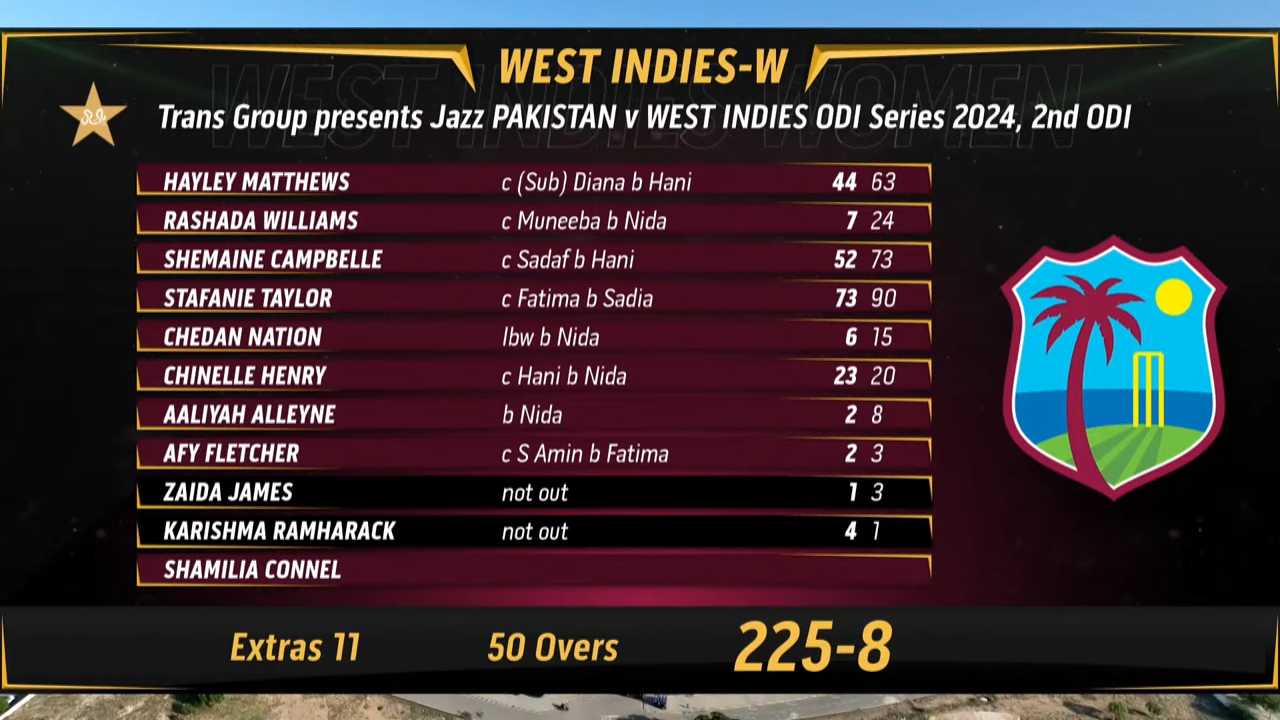 WEST INDIES-W
WEST INDIES WOMEN
Trans Group presents Jazz PAKISTAN v WEST INDIES ODI Series 2024, 2nd ODI
HAYLEY MATTHEWS c (Sub) Diana b Hani 44 63
RASHADA WILLIAMS c Muneeba b Nida 7 24
SHEMAINE CAMPBELLE c Sadaf b Hani 52 73
STAFANIE TAYLOR c Fatima b Sadia 73 90
CHEDAN NATION lbw b Nida 6 15
CHINELLE HENRY c Hani b Nida 23 20
AALIYAH ALLEYNE b Nida 2 8
AFY FLETCHER c S Amin b Fatima 2 3
ZAIDA JAMES not out 1 3
KARISHMA RAMHARACK not out 4 1
SHAMILIA CONNEL
Extras 11 50 Overs 225-8